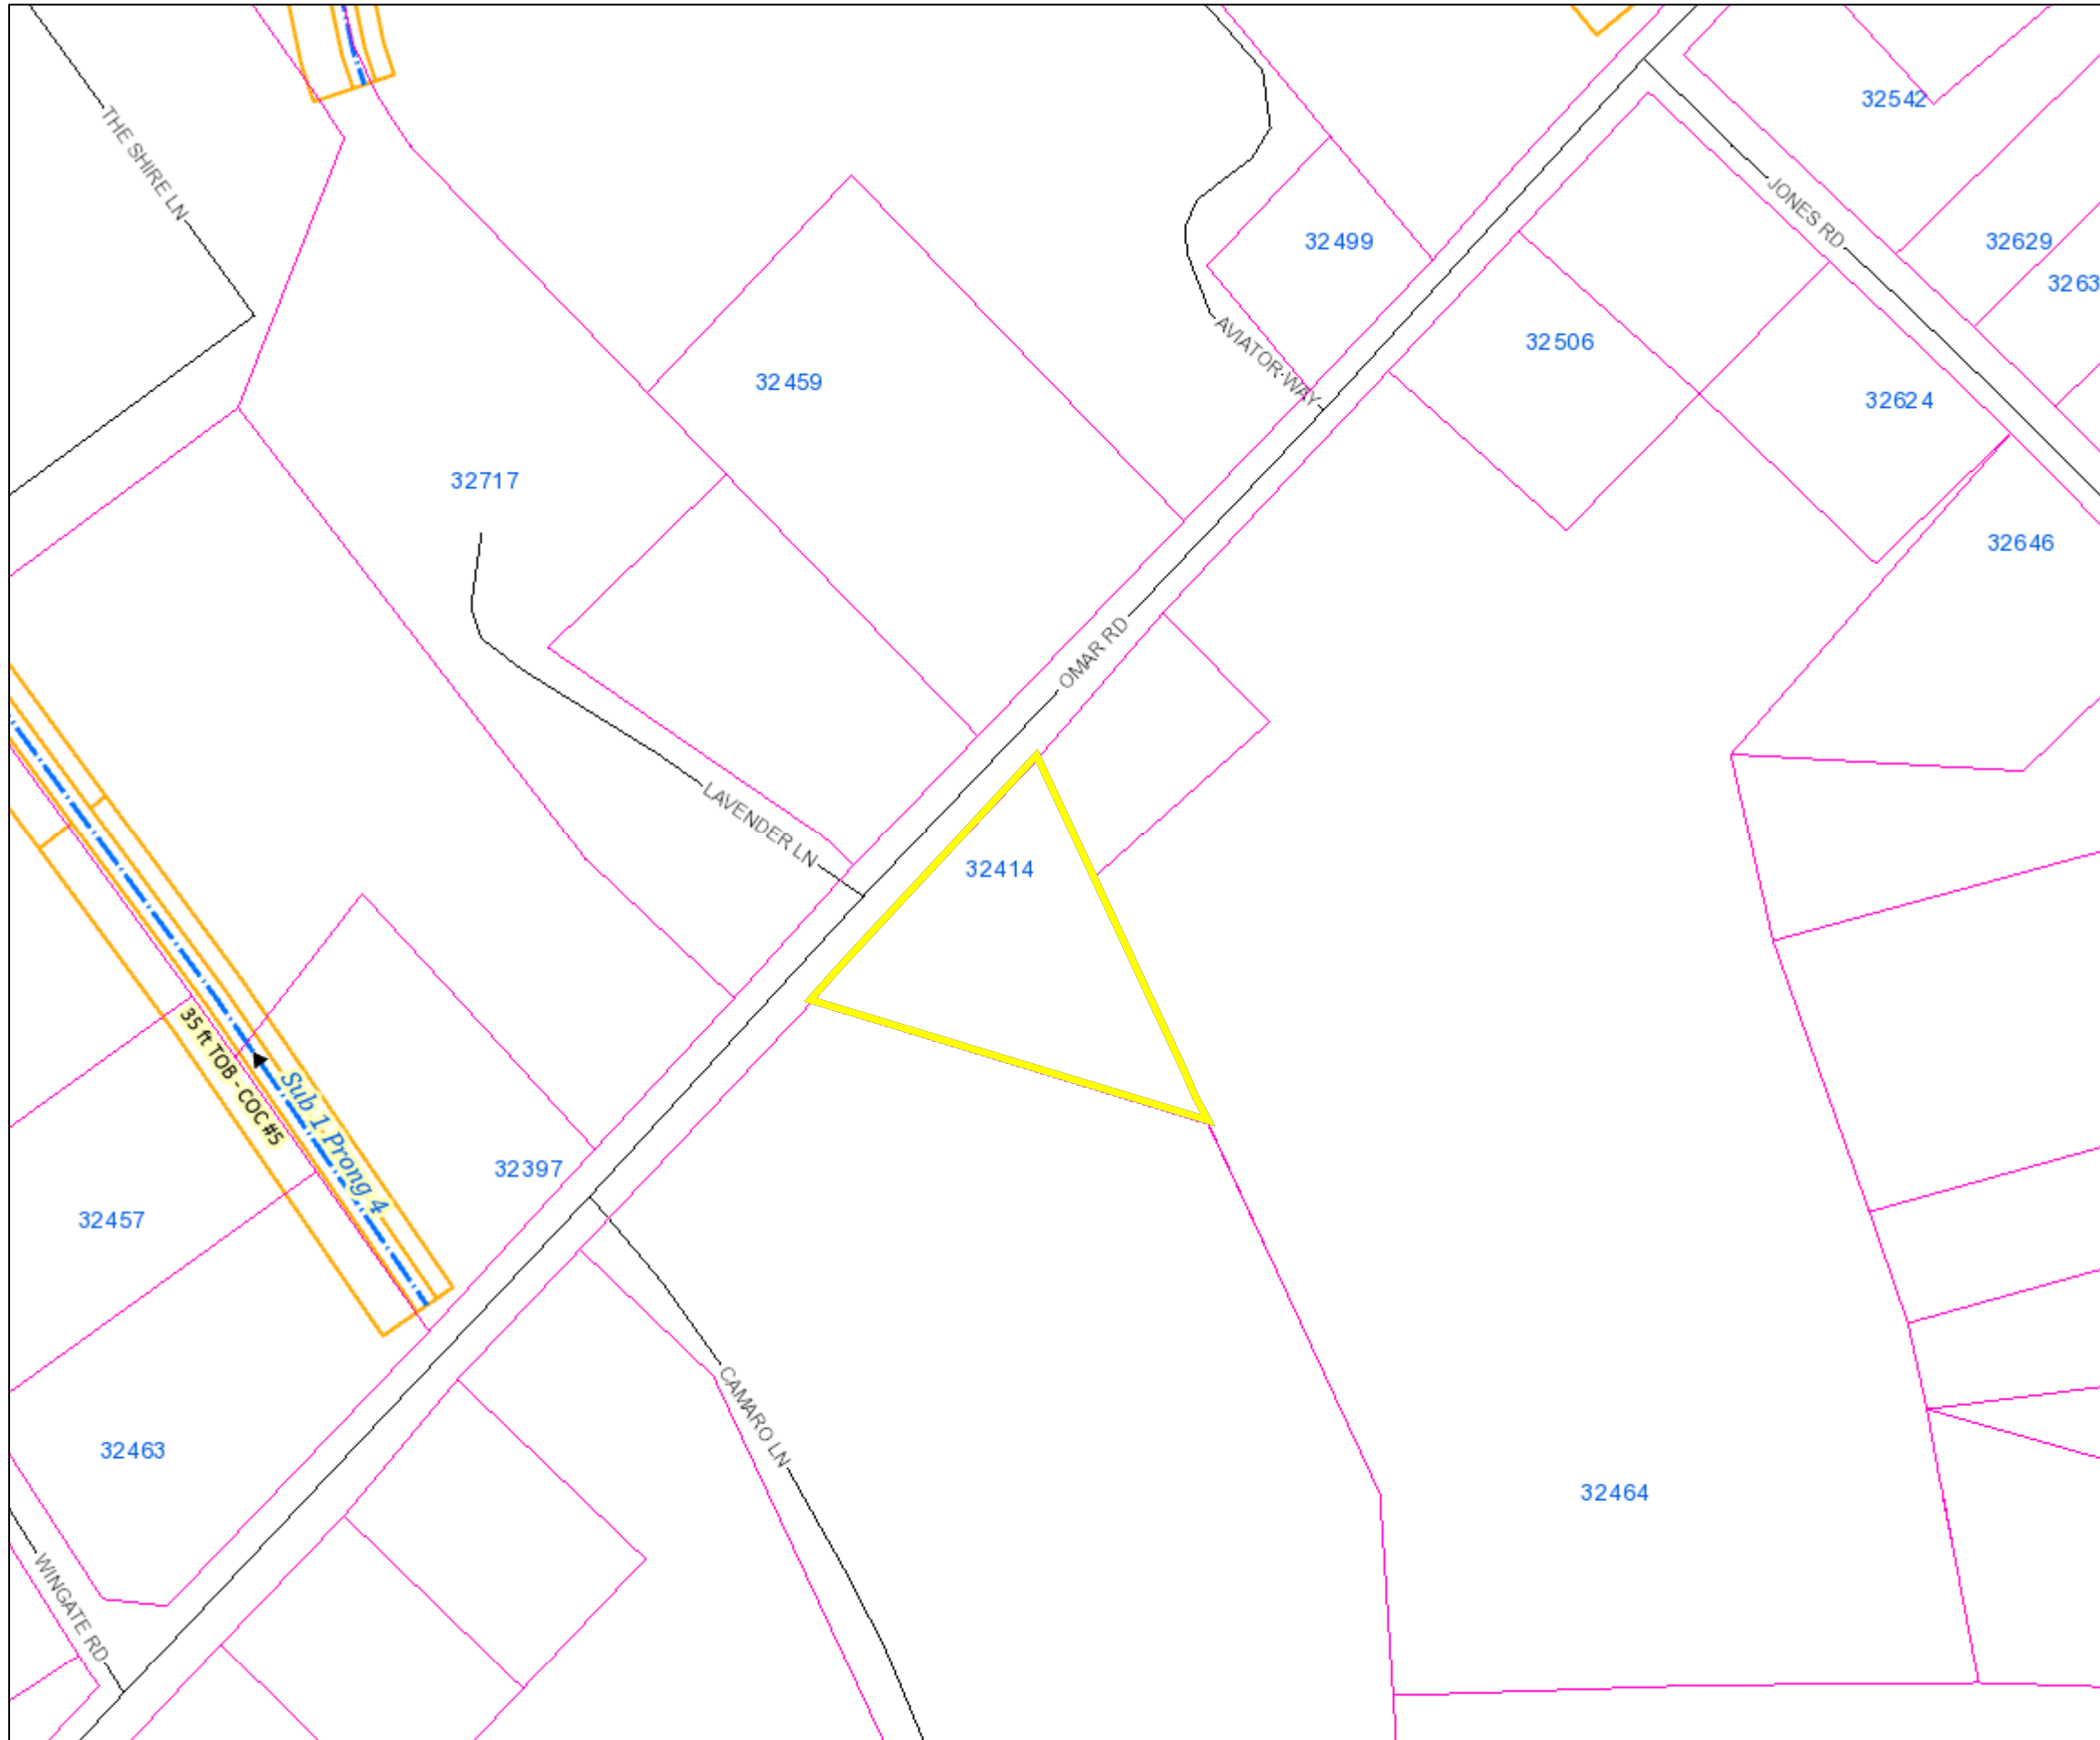 32542
THE SHIRE LN
JONES RD
32499
32629
3263
32506
AVIATOR WAY
32459
32624
32717
32646
OMAR RD
LAVENDER LN
32414
35 ft TOB - COC #5
Sub 1 Prong 4
32397
32457
CAMARO LN
32463
32464
WINGATE RD